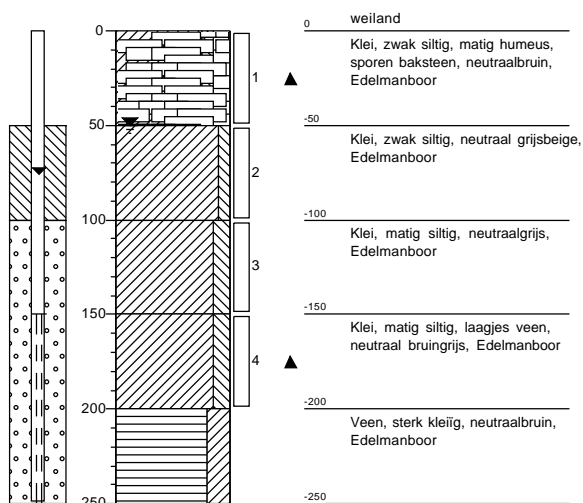 weiland
0
0
Klei, zwak siltig, matig humeus,
sporen baksteen, neutraalbruin,
Edelmanboor
1
50
-50
Klei, zwak siltig, neutraal grijsbeige,
Edelmanboor
2
100
-100
Klei, matig siltig, neutraalgrijs,
Edelmanboor
3
150
-150
Klei, matig siltig, laagjes veen,
neutraal bruingrijs, Edelmanboor
4
200
-200
Veen, sterk kleiïg, neutraalbruin,
Edelmanboor
250
-250